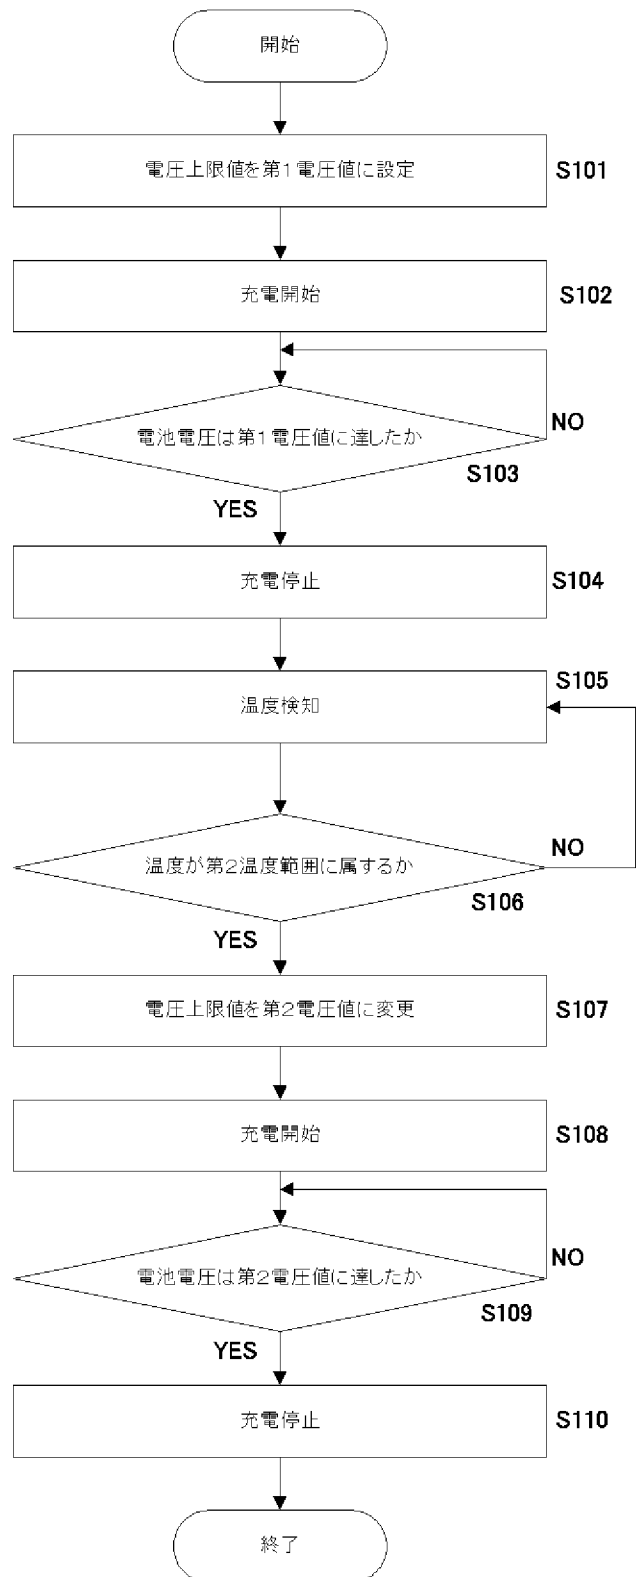 開始
電圧上限値を第1電圧値に設定
S101
充電開始
S102
電池電圧は第1電圧値に達したか
NO
S103
YES
充電停止
S104
温度検知
S105
温度が第2温度範囲に属するか
NO
S106
YES
電圧上限値を第2電圧値に変更
S107
充電開始
S108
電池電圧は第2電圧値に達したか
NO
S109
YES
充電停止
S110
終了